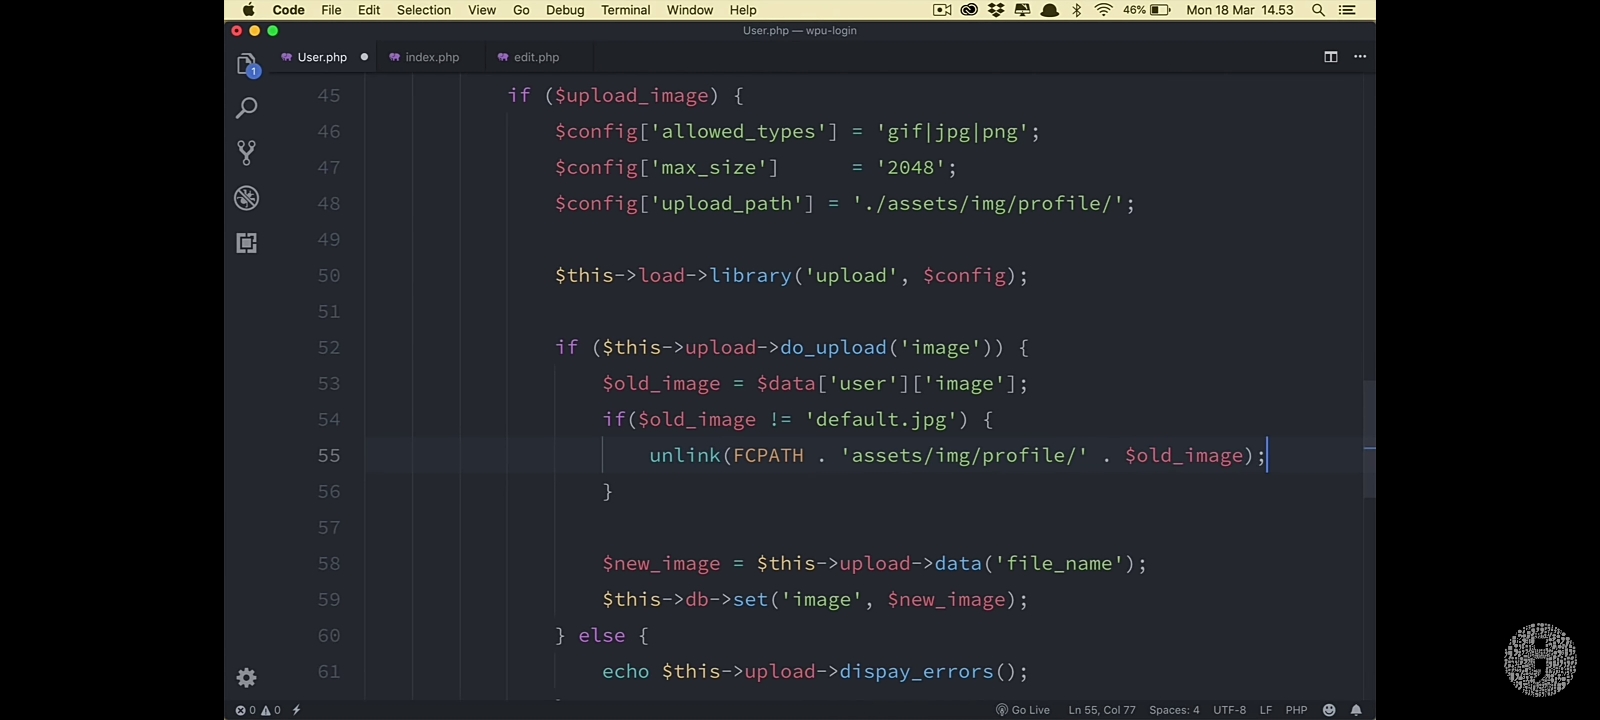 Code File Edit Selection View Go Debug Terminal Window Help 46% Mon 18 Mar 14.53
User.php — wpu-login
User.php index.php edit.php
1
45 if ($upload_image) {
46 $config['allowed_types'] = 'gif|jpg|png';
47 $config['max_size'] = '2048';
48 $config['upload_path'] = './assets/img/profile/';
49
50 $this->load->library('upload', $config);
51
52 if ($this->upload->do_upload('image')) {
53 $old_image = $data['user']['image'];
54 if($old_image != 'default.jpg') {
55 unlink(FCPATH . 'assets/img/profile/' . $old_image);
56 }
57
58 $new_image = $this->upload->data('file_name');
59 $this->db->set('image', $new_image);
60 } else {
61 echo $this->upload->dispay_errors();
0 0 Go Live Ln 55, Col 77 Spaces: 4 UTF-8 LF PHP